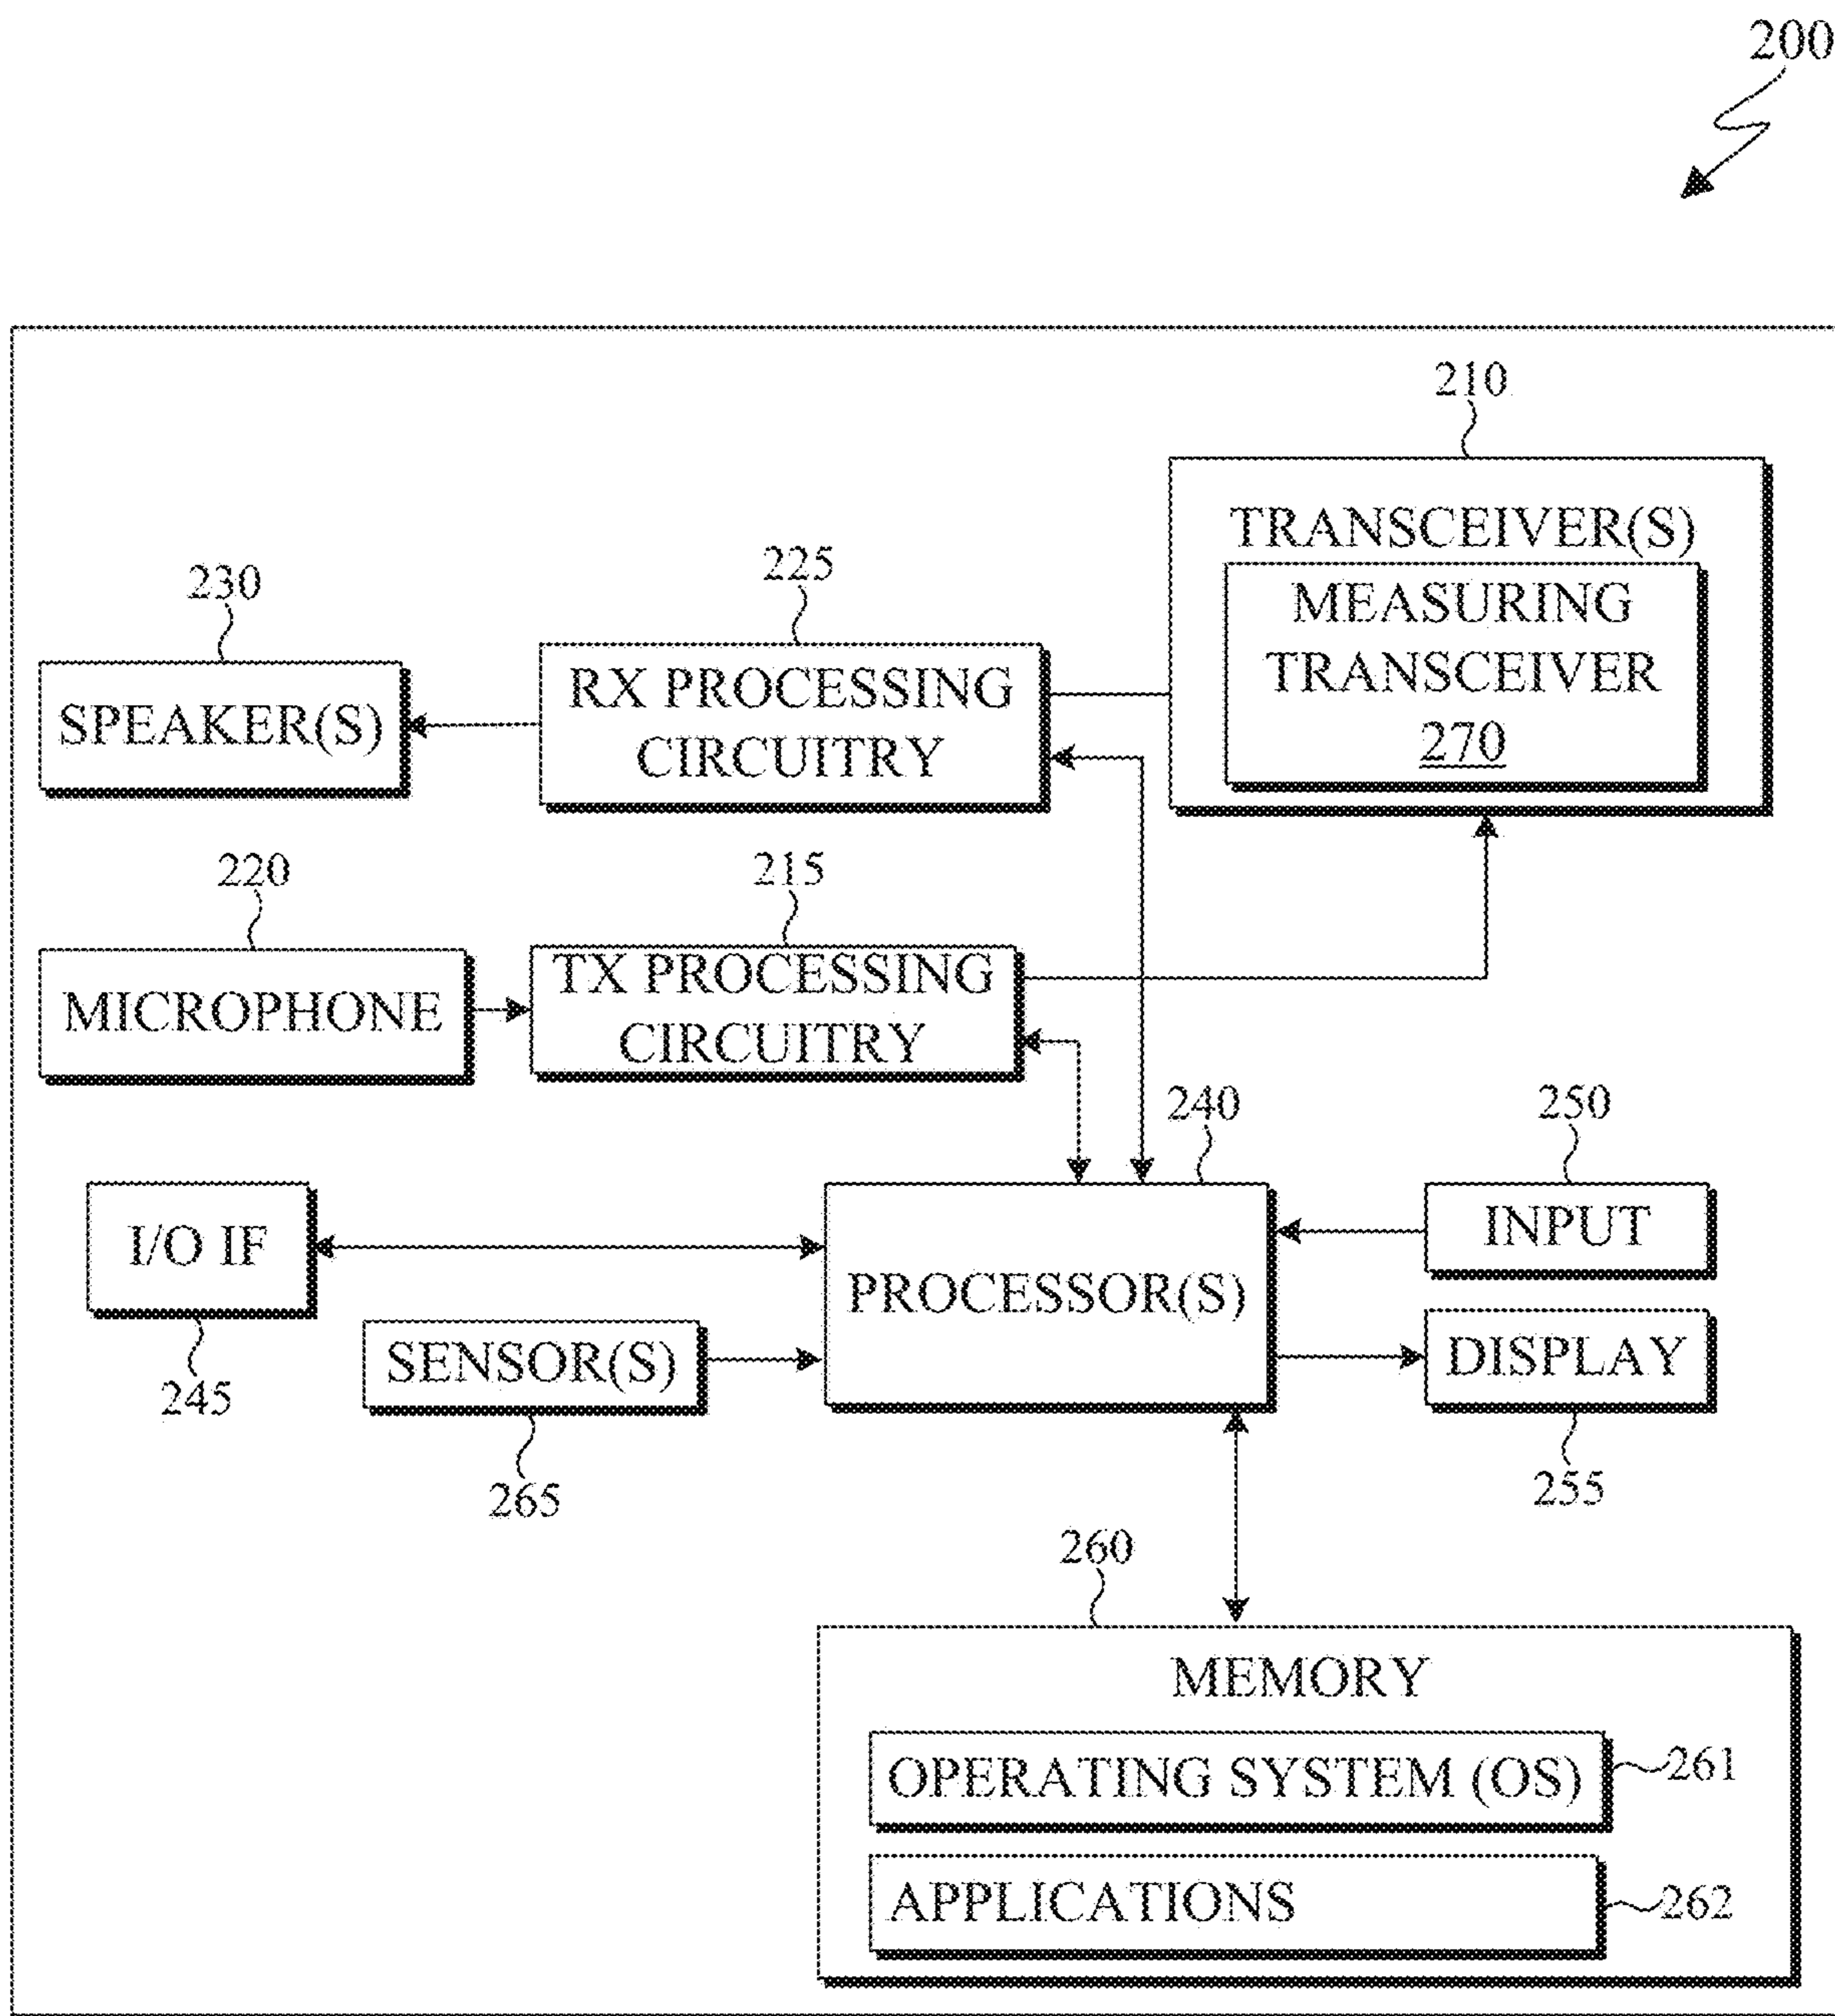 200
210
TRANSCEIVER(S)
MEASURING
TRANSCEIVER
270
225
RX PROCESSING
CIRCUITRY
230
SPEAKER(S)
220
MICROPHONE
215
TX PROCESSING
CIRCUITRY
240
PROCESSOR(S)
250
INPUT
I/O IF
245
SENSOR(S)
265
DISPLAY
255
260
MEMORY
OPERATING SYSTEM (OS)
261
APPLICATIONS
262